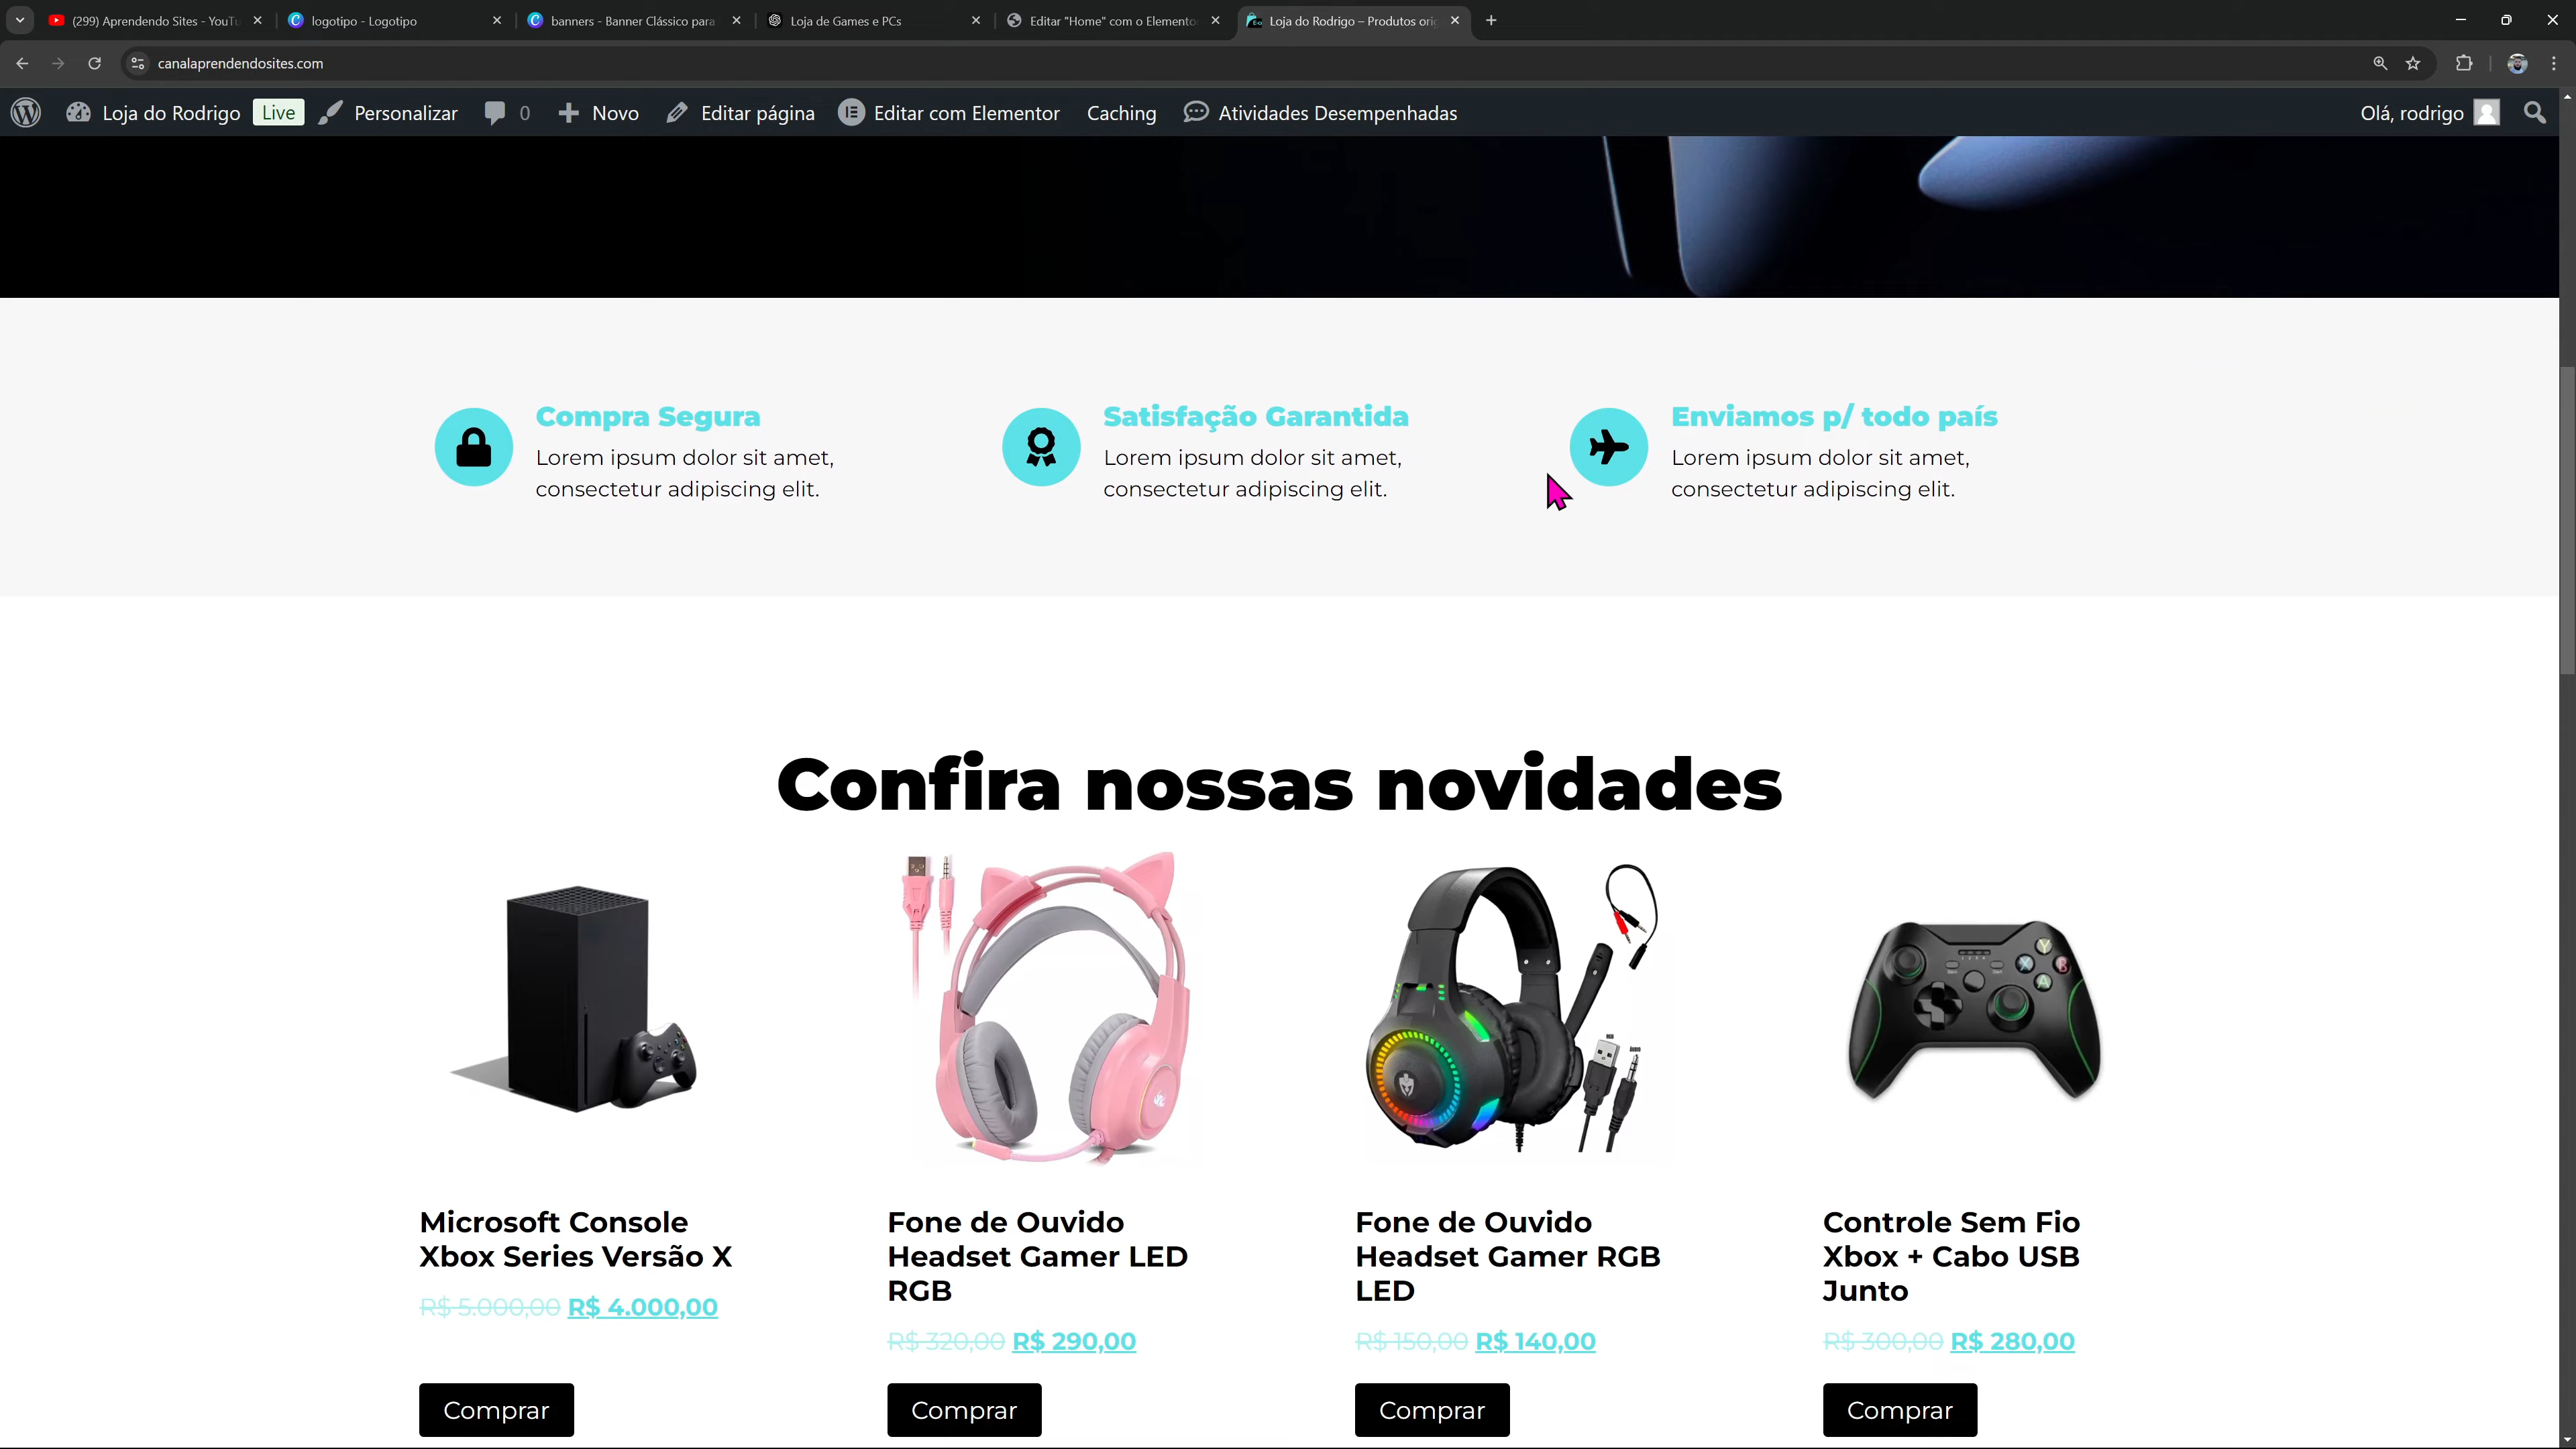 (299) Aprendendo Sites - YouTu
logotipo - Logotipo
banners - Banner Clássico para
Loja de Games e PCs
Editar "Home" com o Elemento
Loja do Rodrigo – Produtos orig
canalaprendendosites.com
Loja do Rodrigo Live Personalizar 0 Novo Editar página Editar com Elementor Caching Atividades Desempenhadas Olá, rodrigo
Compra Segura
Lorem ipsum dolor sit amet,
consectetur adipiscing elit.
Satisfação Garantida
Lorem ipsum dolor sit amet,
consectetur adipiscing elit.
Enviamos p/ todo país
Lorem ipsum dolor sit amet,
consectetur adipiscing elit.
Confira nossas novidades
Microsoft Console
Xbox Series Versão X
R$ 5.000,00 R$ 4.000,00
Comprar
Fone de Ouvido
Headset Gamer LED
RGB
R$ 320,00 R$ 290,00
Comprar
Fone de Ouvido
Headset Gamer RGB
LED
R$ 150,00 R$ 140,00
Comprar
Y
X
B
A
Controle Sem Fio
Xbox + Cabo USB
Junto
R$ 300,00 R$ 280,00
Comprar